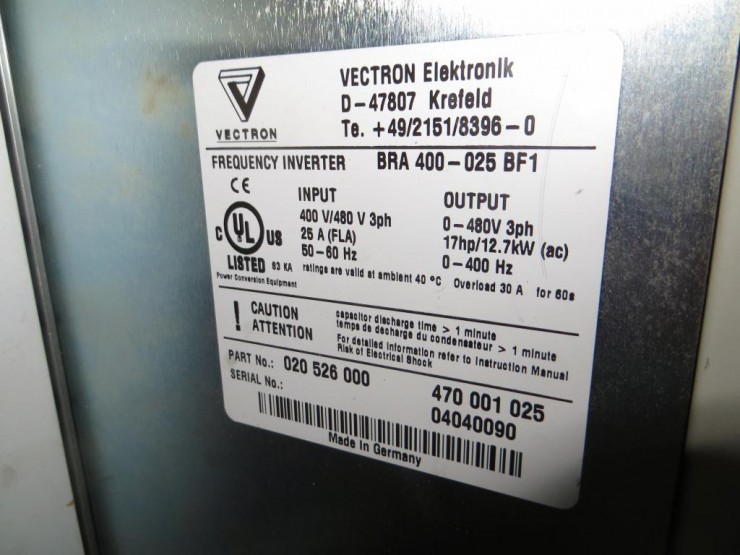 VECTRON
VECTRON Elektronik
D-47807 Krefeld
Te. +49/2151/8396-0
FREQUENCY INVERTER BRA 400-025 BF1
CE
INPUT
400 V/480 V 3ph
25 A (FLA)
50-60 Hz
OUTPUT
0-480V 3ph
17hp/12.7kW (ac)
0-400 Hz
C UL US
LISTED 63 KA ratings are valid at ambient 40 °C Overload 30 A for 60s
Power Conversion Equipment
! CAUTION
ATTENTION
capacitor discharge time > 1 minute
temps de decharge du condensateur > 1 minute
For detailed information refer to Instruction Manual
Risk of Electrical Shock
PART No.: 020 526 000 470 001 025
SERIAL No.: 04040090
Made in Germany